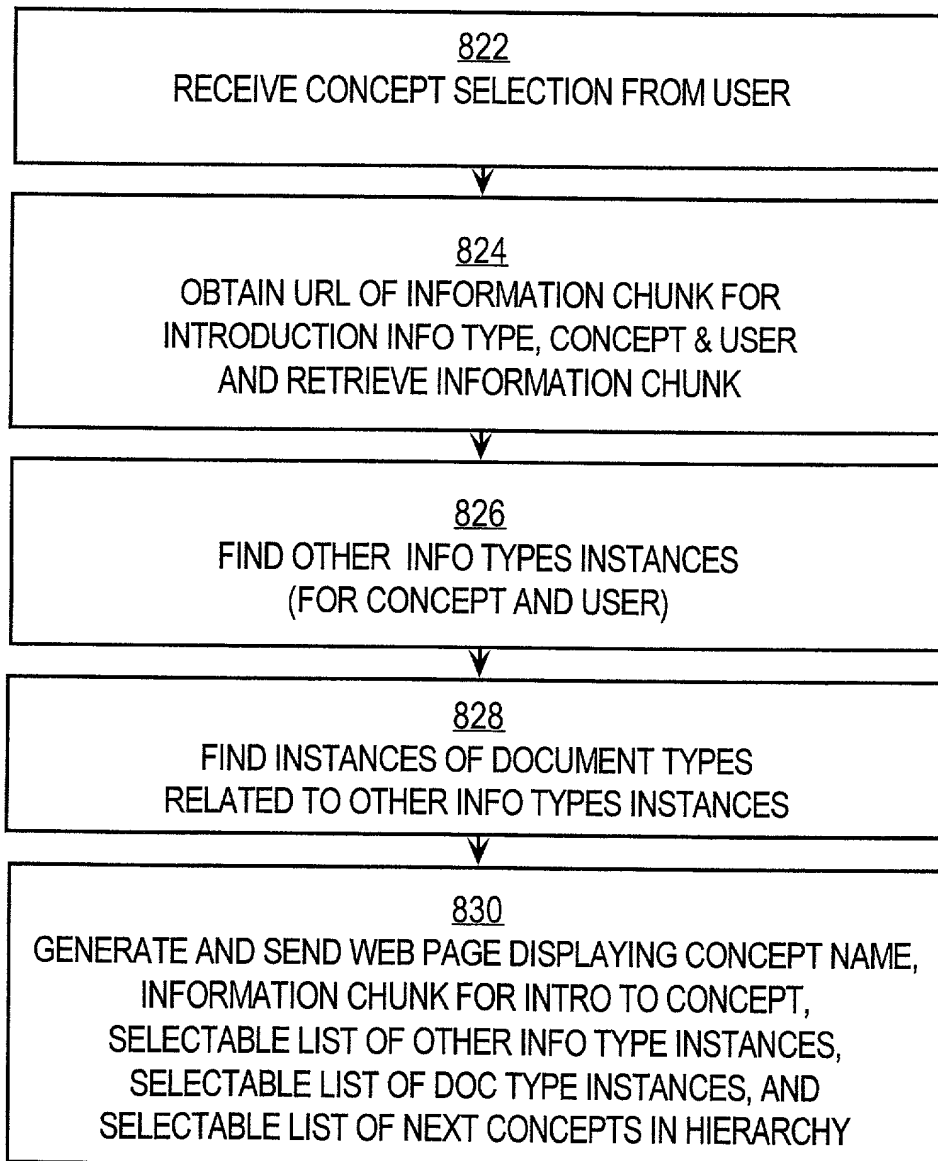 822
RECEIVE CONCEPT SELECTION FROM USER
824
OBTAIN URL OF INFORMATION CHUNK FOR
INTRODUCTION INFO TYPE, CONCEPT & USER
AND RETRIEVE INFORMATION CHUNK
826
FIND OTHER INFO TYPES INSTANCES
(FOR CONCEPT AND USER)
828
FIND INSTANCES OF DOCUMENT TYPES
RELATED TO OTHER INFO TYPES INSTANCES
830
GENERATE AND SEND WEB PAGE DISPLAYING CONCEPT NAME,
INFORMATION CHUNK FOR INTRO TO CONCEPT,
SELECTABLE LIST OF OTHER INFO TYPE INSTANCES,
SELECTABLE LIST OF DOC TYPE INSTANCES, AND
SELECTABLE LIST OF NEXT CONCEPTS IN HIERARCHY